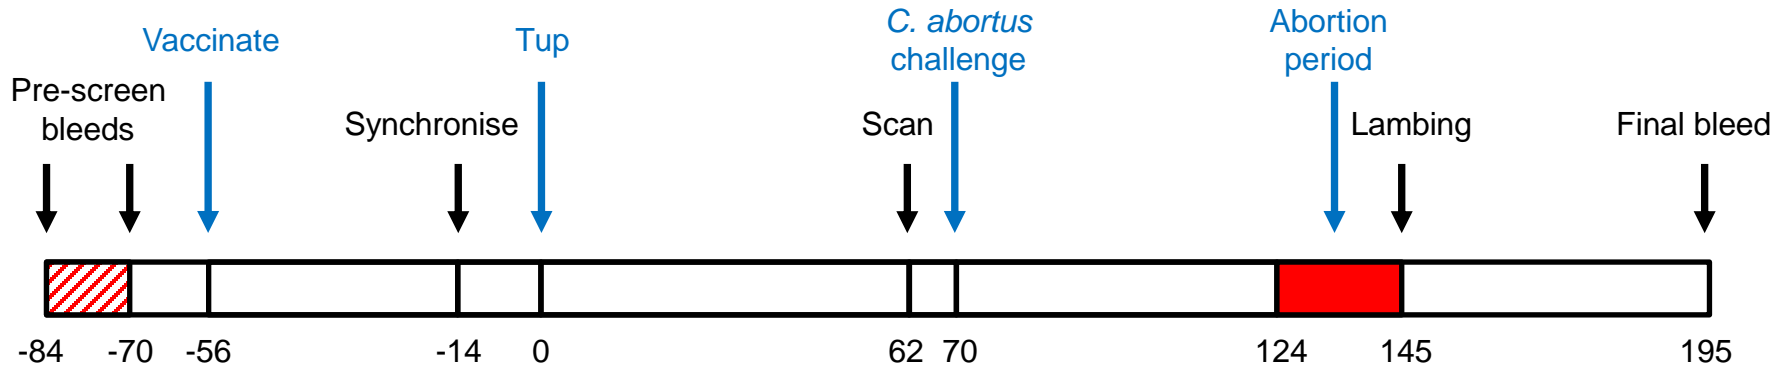 Vaccinate
Tup
C. abortus
challenge
Abortion
period
Pre-screen
bleeds
Synchronise
Scan
Lambing
Final bleed
-84 -70 -56 -14 0 62 70 124 145 195